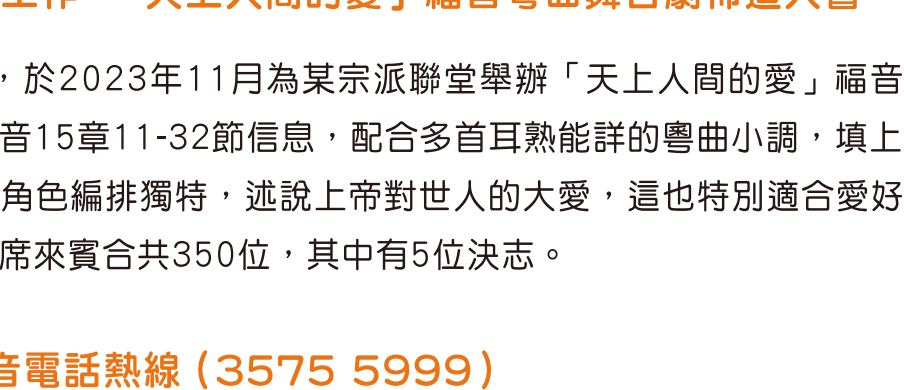 ，於2023年11月為某宗派聯堂舉辦「天上人間的愛」福音
音15章11-32節信息，配合多首耳熟能詳的粵曲小調，填上
角色編排獨特，述說上帝對世人的大愛，這也特別適合愛好
席來賓合共350位，其中有5位決志。
音電話熱線（3575 5999）